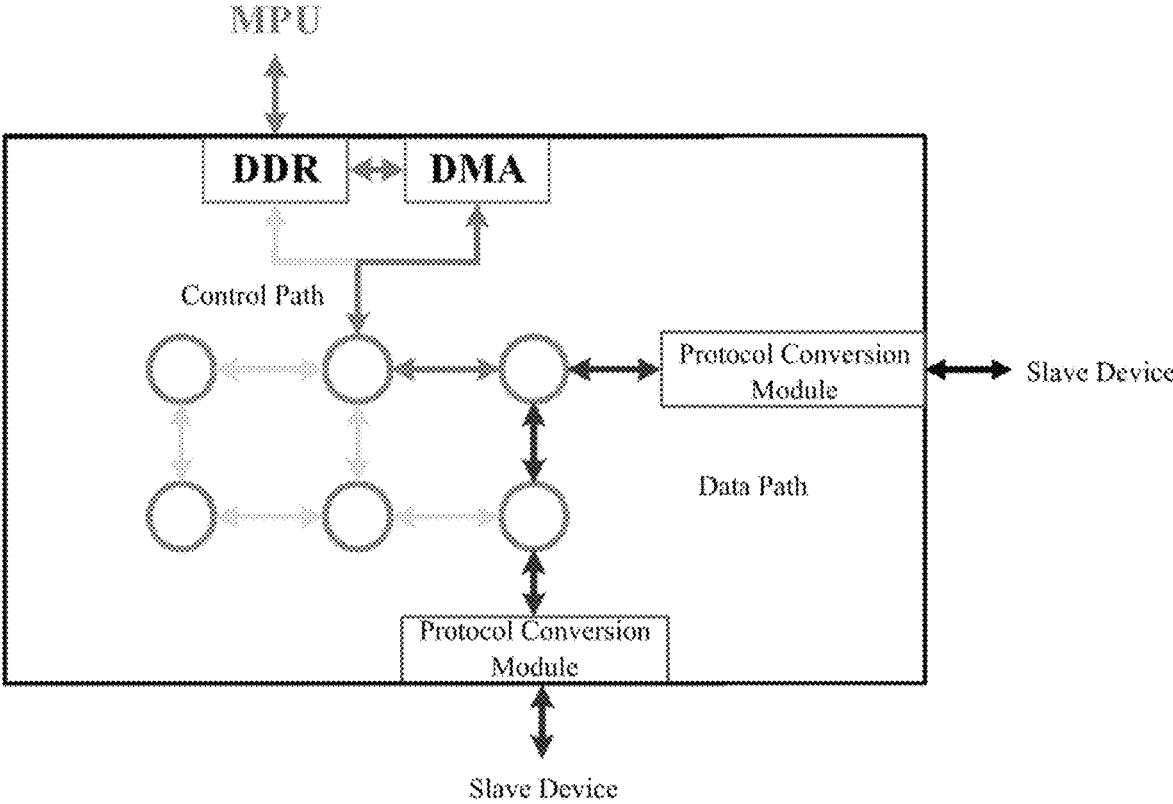 MPU
DDR
DMA
Control Path
Protocol Conversion
Module
Slave Device
Data Path
Protocol Conversion
Module
Slave Device